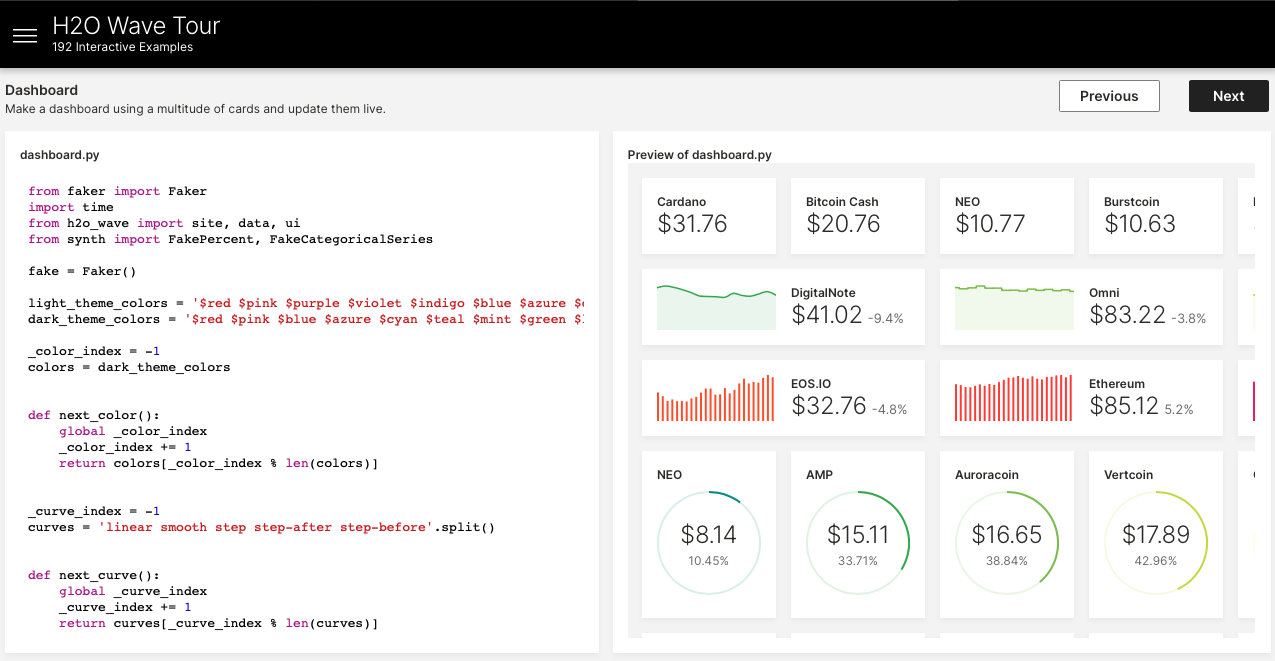 H2O Wave Tour
192 Interactive Examples
Dashboard
Make a dashboard using a multitude of cards and update them live.
Previous
Next
dashboard.py
from faker import Faker
import time
from h2o_wave import site, data, ui
from synth import FakePercent, FakeCategoricalSeries
fake = Faker()
light_theme_colors = '$red $pink $purple $violet $indigo $blue $azure
dark_theme_colors = '$red $pink $blue $azure $cyan $teal $mint $green
_color_index = -1
colors = dark_theme_colors
def next_color():
    global _color_index
    _color_index += 1
    return colors[_color_index % len(colors)]
_curve_index = -1
curves = 'linear smooth step step-after step-before'.split()
def next_curve():
    global _curve_index
    _curve_index += 1
    return curves[_curve_index % len(curves)]
Preview of dashboard.py
Cardano
$31.76
Bitcoin Cash
$20.76
NEO
$10.77
Burstcoin
$10.63
DigitalNote
$41.02 -9.4%
Omni
$83.22 -3.8%
EOS.IO
$32.76 -4.8%
Ethereum
$85.12 5.2%
NEO
$8.14
10.45%
AMP
$15.11
33.71%
Auroracoin
$16.65
38.84%
Vertcoin
$17.89
42.96%